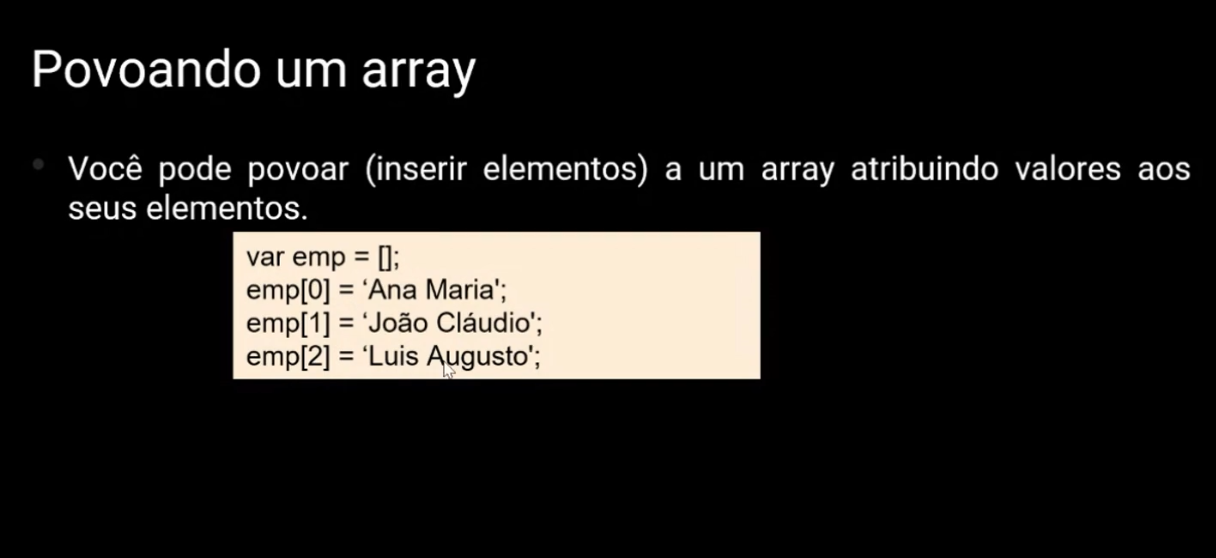 Povoando um array
Você pode povoar (inserir elementos) a um array atribuindo valores aos
seus elementos.
var emp = [];
emp[0] = ‘Ana Maria';
emp[1] = ‘João Cláudio';
emp[2] = ‘Luis Augusto';